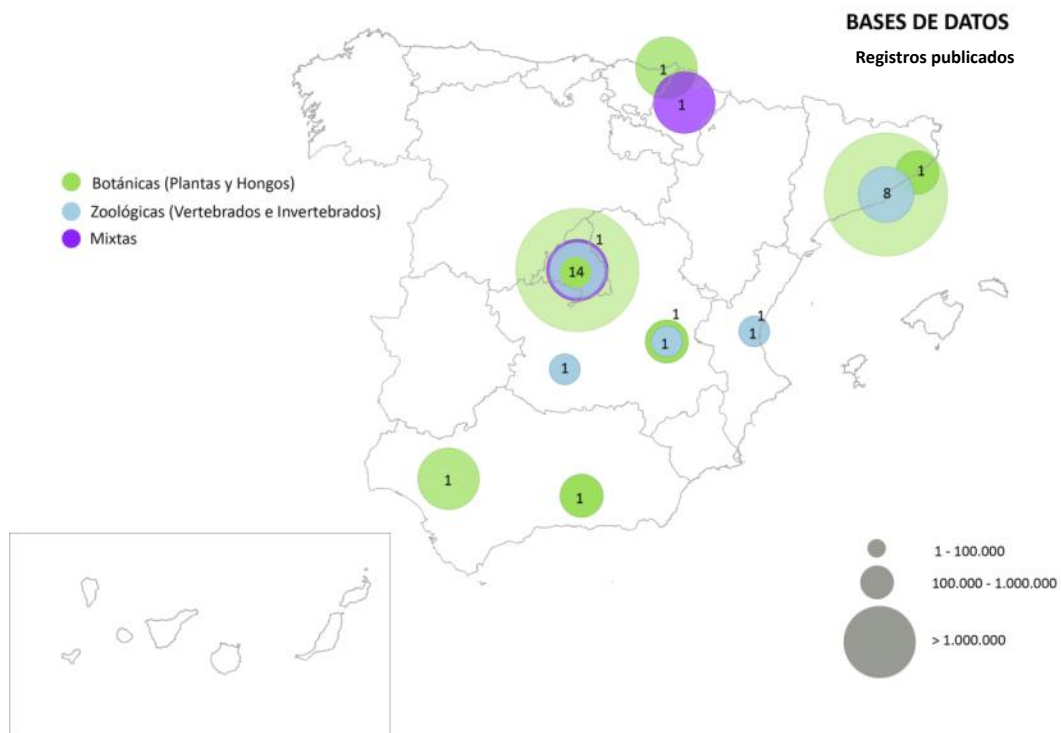 BASES DE DATOS
Registros publicados
1
1
Botánicas (Plantas y Hongos)
Zoológicas (Vertebrados e Invertebrados)
Mixtas
1
8
1
14
1
1
1
1
1
1
1
1 - 100.000
100.000 - 1.000.000
> 1.000.000